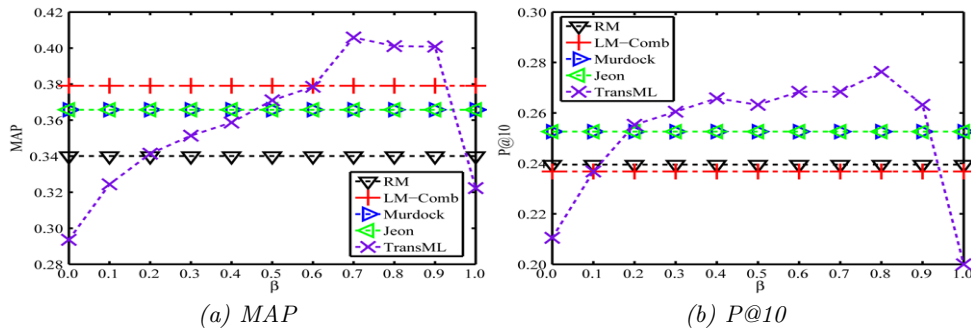 0.42
0.40
0.38
0.36
0.34
0.32
0.30
0.28
MAP
RM
LM−Comb
Murdock
Jeon
TransML
0.0 0.1 0.2 0.3 0.4 0.5 0.6 0.7 0.8 0.9 1.0
β
(a) MAP
0.30
0.28
0.26
0.24
0.22
0.20
P@10
RM
LM−Comb
Murdock
Jeon
TransML
0.0 0.1 0.2 0.3 0.4 0.5 0.6 0.7 0.8 0.9 1.0
β
(b) P@10